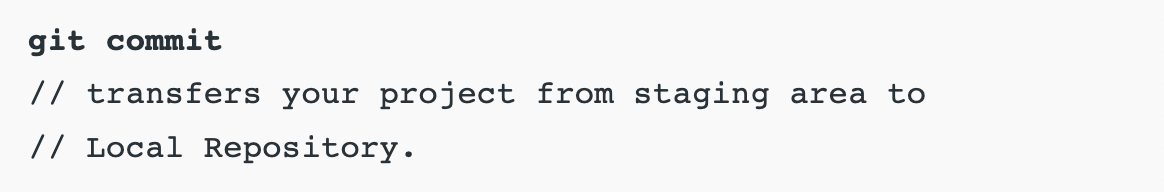 git commit
// transfers your project from staging area to
// Local Repository.